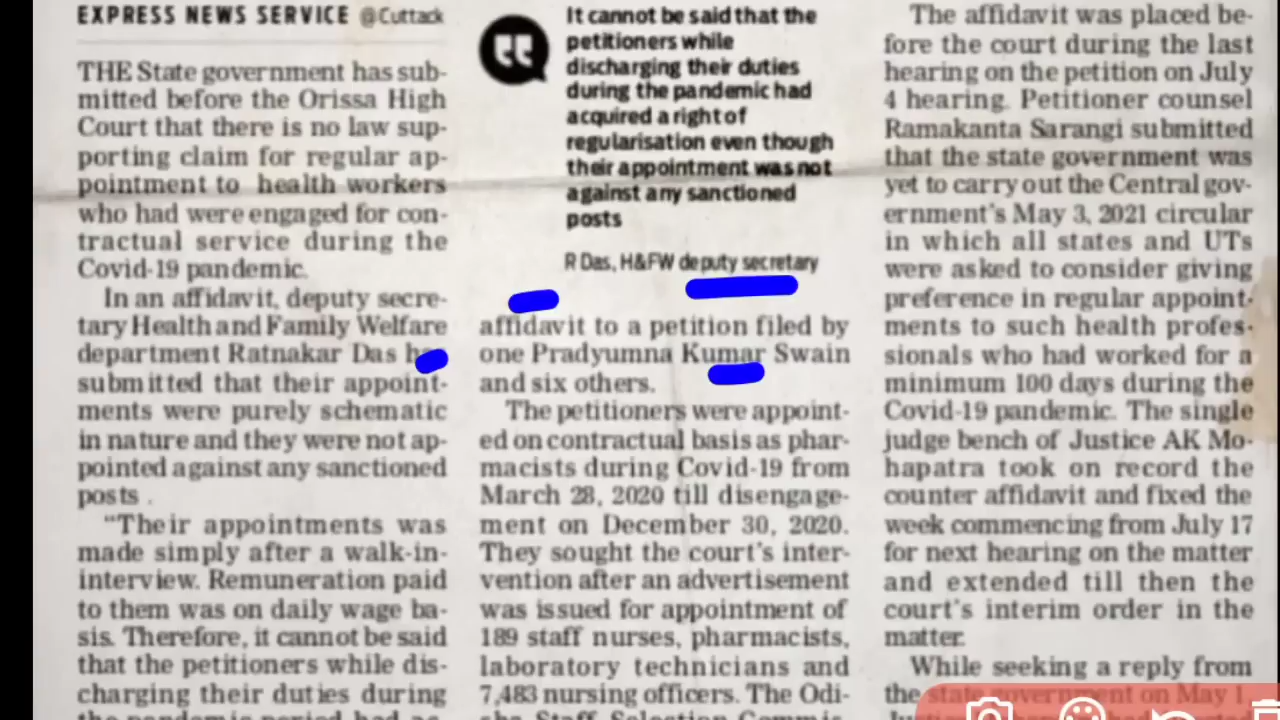 EXPRESS NEWS SERVICE @Cuttack
THE State government has sub-
mitted before the Orissa High
Court that there is no law sup-
porting claim for regular ap-
pointment to health workers
who had were engaged for con-
tractual service during the
Covid-19 pandemic.
In an affidavit, deputy secre-
tary Health and Family Welfare
department Ratnakar Das
submitted that their appoint-
ments were purely schematic
in nature and they were not ap-
pointed against any sanctioned
posts .
“Their appointments was
made simply after a walk-in-
interview. Remuneration paid
to them was on daily wage ba-
sis. Therefore, it cannot be said
that the petitioners while dis-
charging their duties during
the pandemic period had ac-
It cannot be said that the
petitioners while
discharging their duties
during the pandemic had
acquired a right of
regularisation even though
their appointment was not
against any sanctioned
posts
R Das, H&FW deputy secretary
affidavit to a petition filed by
one Pradyumna Kumar Swain
and six others.
The petitioners were appoint-
ed on contractual basis as phar-
macists during Covid-19 from
March 28, 2020 till disengage-
ment on December 30, 2020.
They sought the court's inter-
vention after an advertisement
was issued for appointment of
189 staff nurses, pharmacists,
laboratory technicians and
7,483 nursing officers. The Odi-
sha Staff Selection Commis-
The affidavit was placed be-
fore the court during the last
hearing on the petition on July
4 hearing. Petitioner counsel
Ramakanta Sarangi submitted
that the state government was
yet to carry out the Central gov-
ernment's May 3, 2021 circular
in which all states and UTs
were asked to consider giving
preference in regular appoint-
ments to such health profes-
sionals who had worked for a
minimum 100 days during the
Covid-19 pandemic. The single
judge bench of Justice AK Mo-
hapatra took on record the
counter affidavit and fixed the
week commencing from July 17
for next hearing on the matter
and extended till then the
court's interim order in the
matter.
While seeking a reply from
the state government on May 1,